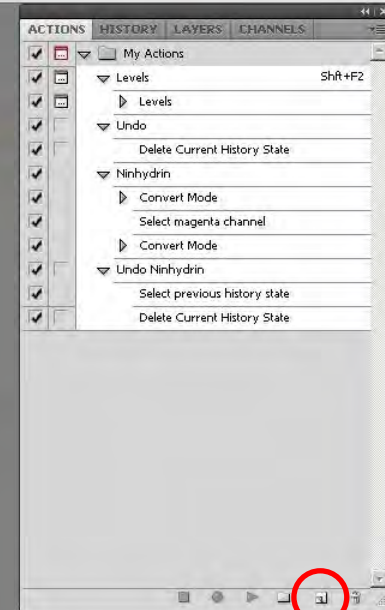 ACTIONS HISTORY LAYERS CHANNELS
My Actions
Levels Shft+F2
Levels
Undo
Delete Current History State
Ninhydrin
Convert Mode
Select magenta channel
Convert Mode
Undo Ninhydrin
Select previous history state
Delete Current History State